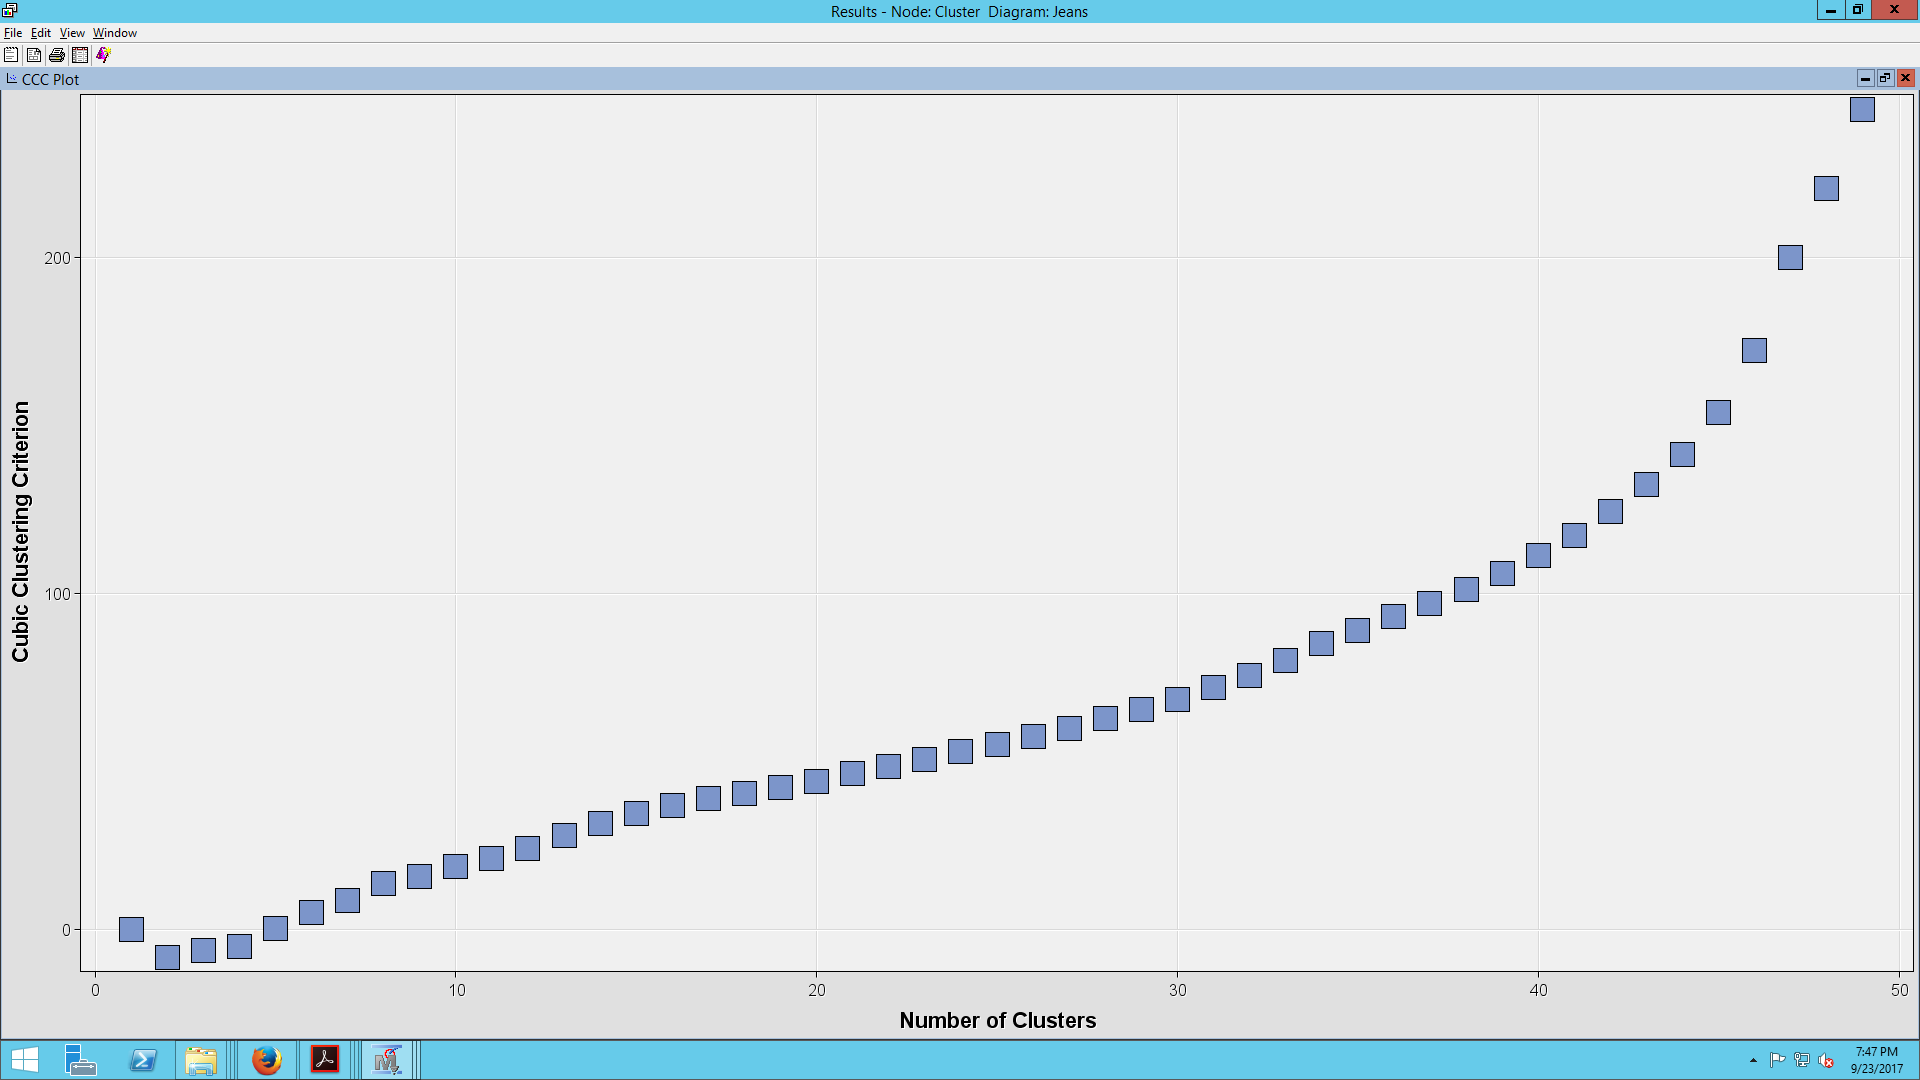 Results - Node: Cluster  Diagram: Jeans
File Edit View Window
CCC Plot
200
100
0
Cubic Clustering Criterion
0 10 20 30 40 50
Number of Clusters
7:47 PM
9/23/2017